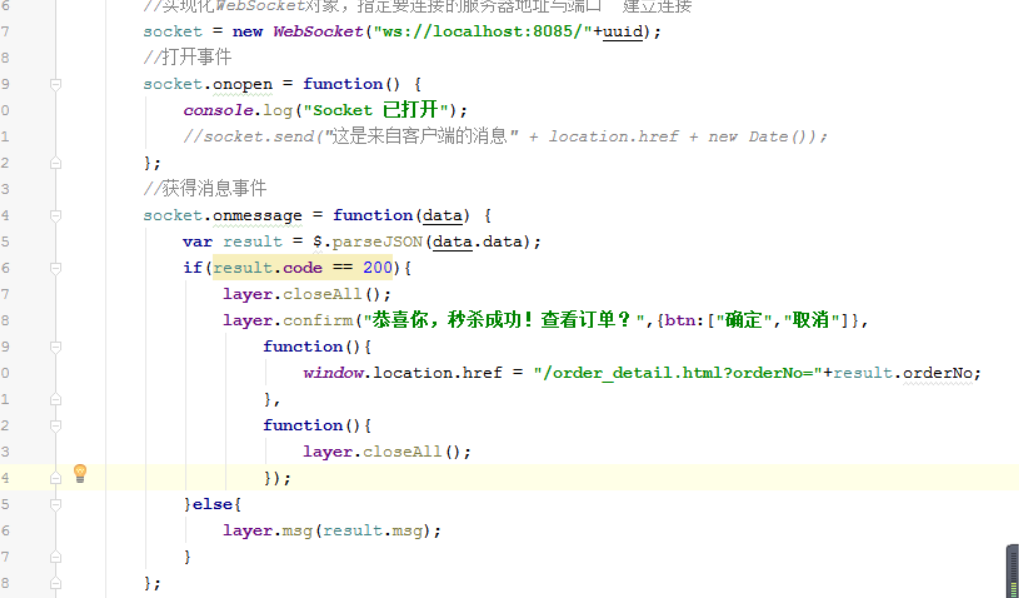 6 //实现化WebSocket对象，指定要连接的服务器地址与端口  建立连接
7 socket = new WebSocket("ws://localhost:8085/"+uuid);
8 //打开事件
9 socket.onopen = function() {
0 console.log("Socket 已打开");
1 //socket.send("这是来自客户端的消息" + location.href + new Date());
2 };
3 //获得消息事件
4 socket.onmessage = function(data) {
5 var result = $.parseJSON(data.data);
6 if(result.code == 200){
7 layer.closeAll();
8 layer.confirm("恭喜你，秒杀成功！查看订单？",{btn:["确定","取消"]},
9 function(){
0 window.location.href = "/order_detail.html?orderNo="+result.orderNo;
1 },
2 function(){
3 layer.closeAll();
4 });
5 }else{
6 layer.msg(result.msg);
7 }
8 };